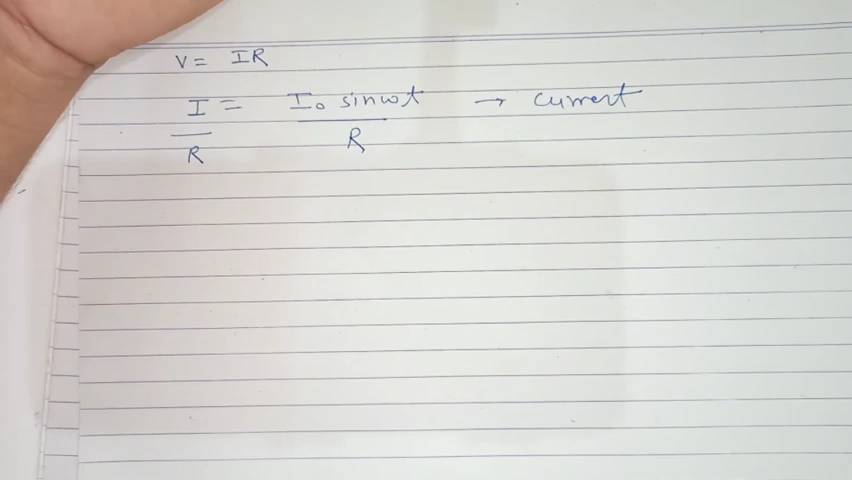 V = IR
I/R = I₀ sinωt/R → current